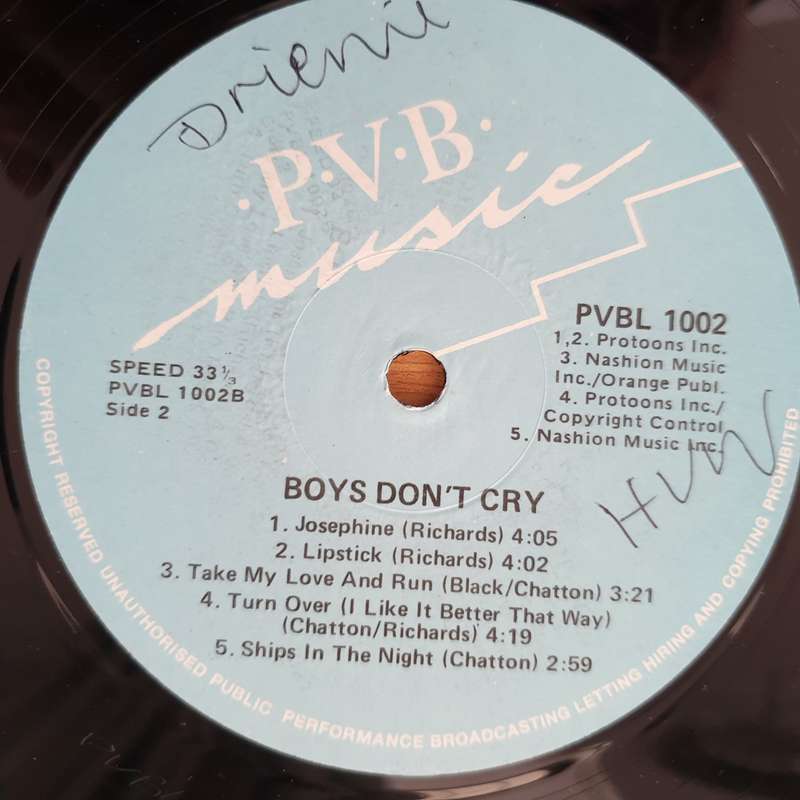 Drienie
·P.V.B.
music
SPEED 33⅓
PVBL 1002B
Side 2
PVBL 1002
1,2. Protoons Inc.
3. Nashion Music
Inc./Orange Publ.
4. Protoons Inc./
Copyright Control
5. Nashion Music Inc.
BOYS DON'T CRY
1. Josephine (Richards) 4:05
2. Lipstick (Richards) 4:02
3. Take My Love And Run (Black/Chatton) 3:21
4. Turn Over (I Like It Better That Way)
(Chatton/Richards) 4:19
5. Ships In The Night (Chatton) 2:59
COPYRIGHT RESERVED UNAUTHORISED PUBLIC PERFORMANCE BROADCASTING LETTING HIRING AND COPYING PROHIBITED